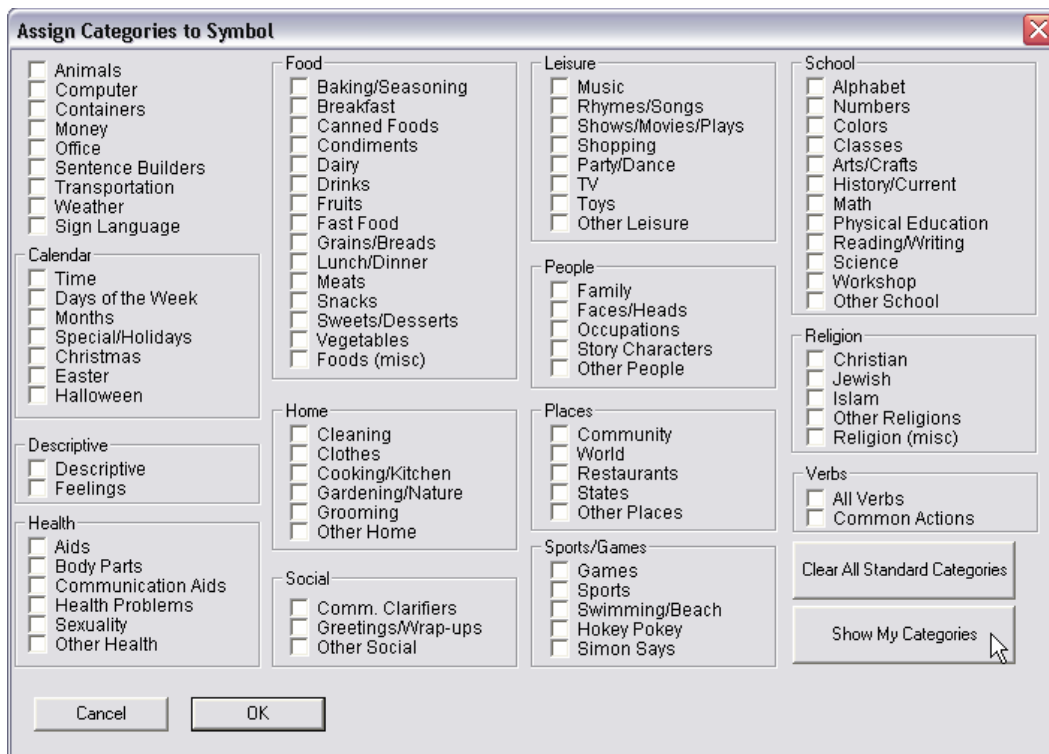 Assign Categories to Symbol
Animals
Computer
Containers
Money
Office
Sentence Builders
Transportation
Weather
Sign Language
Calendar
Time
Days of the Week
Months
Special/Holidays
Christmas
Easter
Halloween
Descriptive
Descriptive
Feelings
Health
Aids
Body Parts
Communication Aids
Health Problems
Sexuality
Other Health
Food
Baking/Seasoning
Breakfast
Canned Foods
Condiments
Dairy
Drinks
Fruits
Fast Food
Grains/Breads
Lunch/Dinner
Meats
Snacks
Sweets/Desserts
Vegetables
Foods (misc)
Home
Cleaning
Clothes
Cooking/Kitchen
Gardening/Nature
Grooming
Other Home
Social
Comm. Clarifiers
Greetings/Wrap-ups
Other Social
Leisure
Music
Rhymes/Songs
Shows/Movies/Plays
Shopping
Party/Dance
TV
Toys
Other Leisure
People
Family
Faces/Heads
Occupations
Story Characters
Other People
Places
Community
World
Restaurants
States
Other Places
Sports/Games
Games
Sports
Swimming/Beach
Hokey Pokey
Simon Says
School
Alphabet
Numbers
Colors
Classes
Arts/Crafts
History/Current
Math
Physical Education
Reading/Writing
Science
Workshop
Other School
Religion
Christian
Jewish
Islam
Other Religions
Religion (misc)
Verbs
All Verbs
Common Actions
Clear All Standard Categories
Show My Categories
Cancel
OK